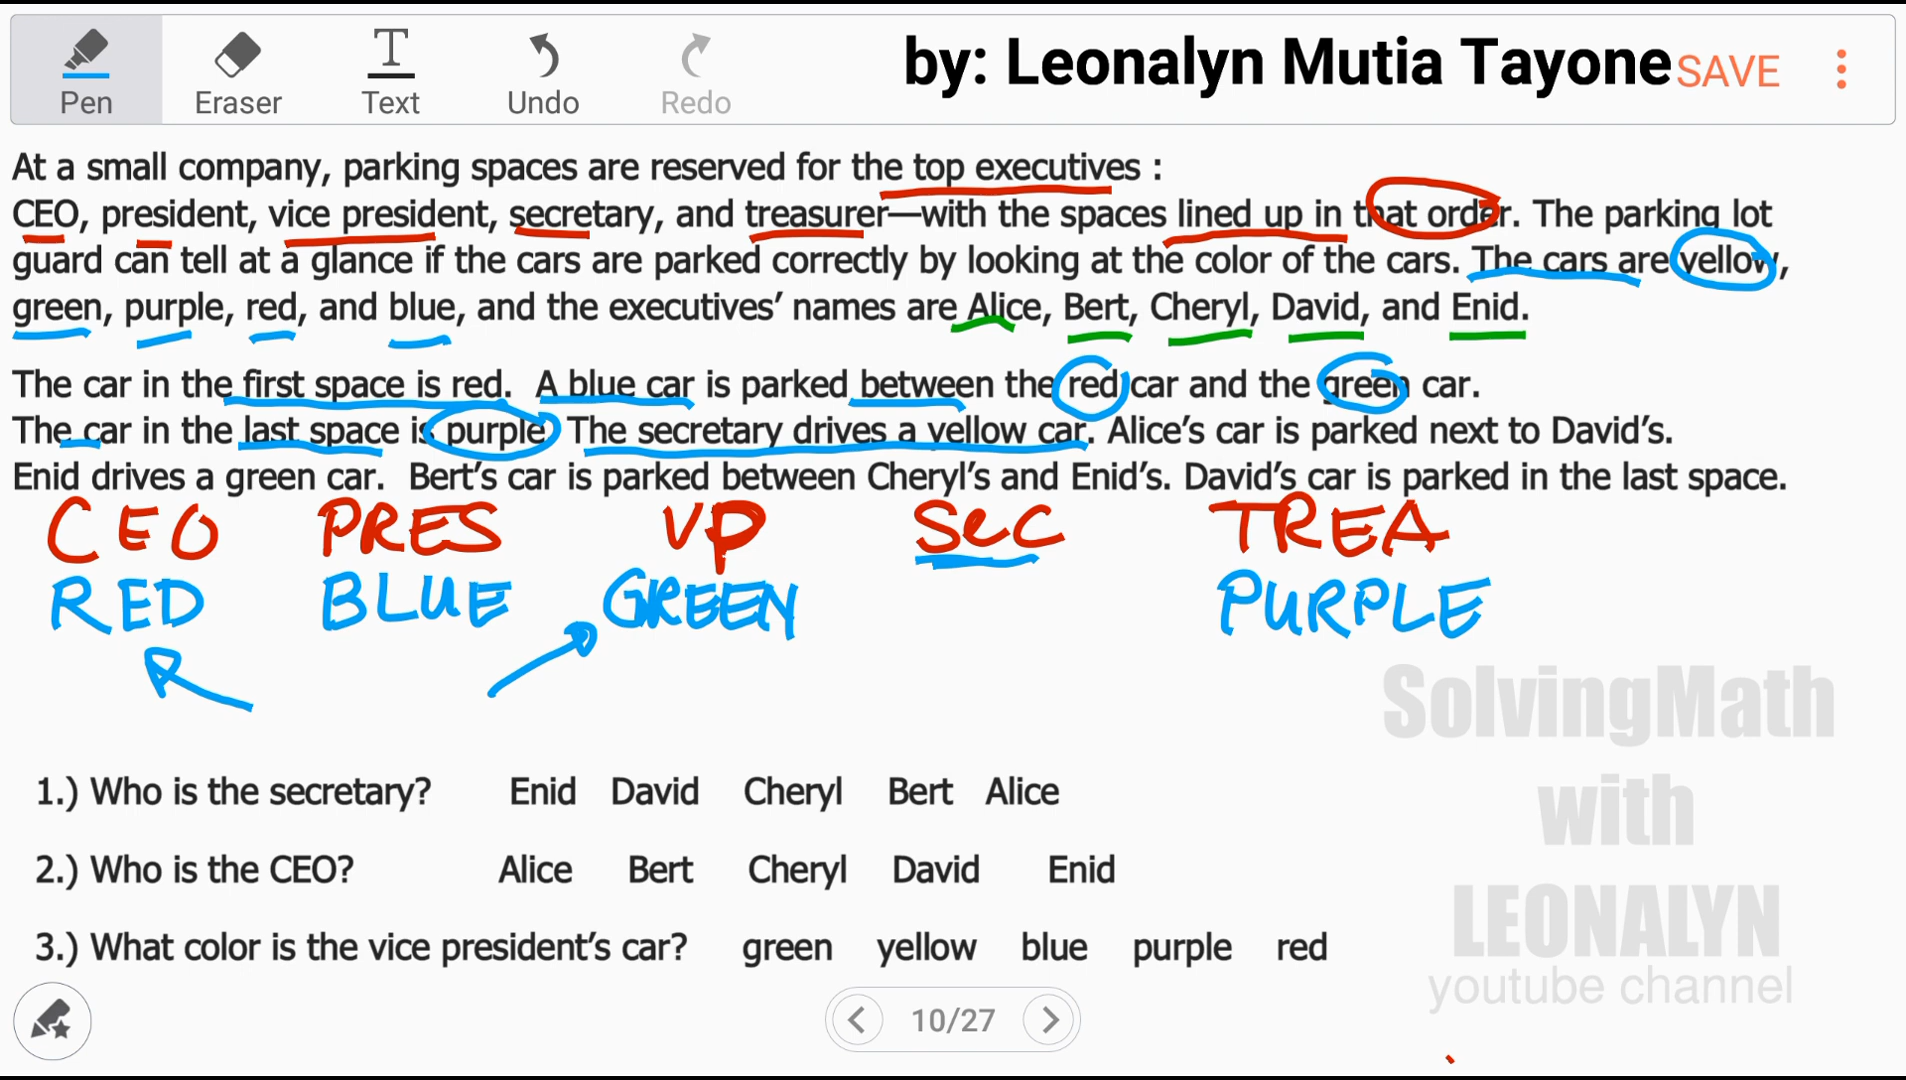 Pen Eraser Text Undo Redo by: Leonalyn Mutia Tayone SAVE
At a small company, parking spaces are reserved for the top executives :
CEO, president, vice president, secretary, and treasurer—with the spaces lined up in that order. The parking lot
guard can tell at a glance if the cars are parked correctly by looking at the color of the cars. The cars are yellow,
green, purple, red, and blue, and the executives’ names are Alice, Bert, Cheryl, David, and Enid.
The car in the first space is red. A blue car is parked between the red car and the green car.
The car in the last space is purple. The secretary drives a yellow car. Alice’s car is parked next to David’s.
Enid drives a green car. Bert’s car is parked between Cheryl’s and Enid’s. David’s car is parked in the last space.
CEO PRES VP SeC TREA
RED BLUE GREEN PURPLE
SolvingMath
with
LEONALYN
youtube channel
1.) Who is the secretary? Enid David Cheryl Bert Alice
2.) Who is the CEO? Alice Bert Cheryl David Enid
3.) What color is the vice president’s car? green yellow blue purple red
10/27